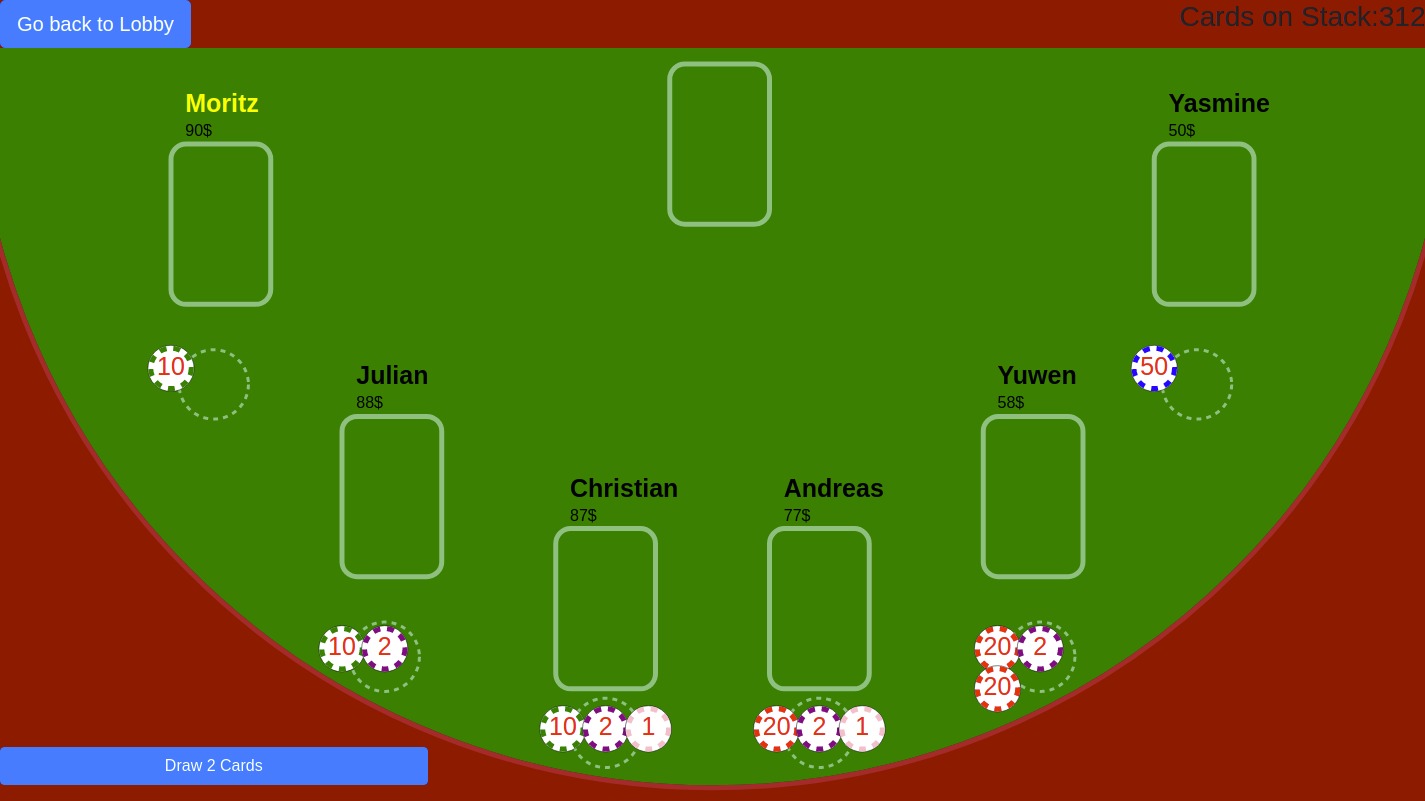 Go back to Lobby
Cards on Stack:312
Moritz
90$
Yasmine
50$
10
50
Julian
88$
Yuwen
58$
Christian
87$
Andreas
77$
10 2
20 2
20
10 2 1
20 2 1
Draw 2 Cards